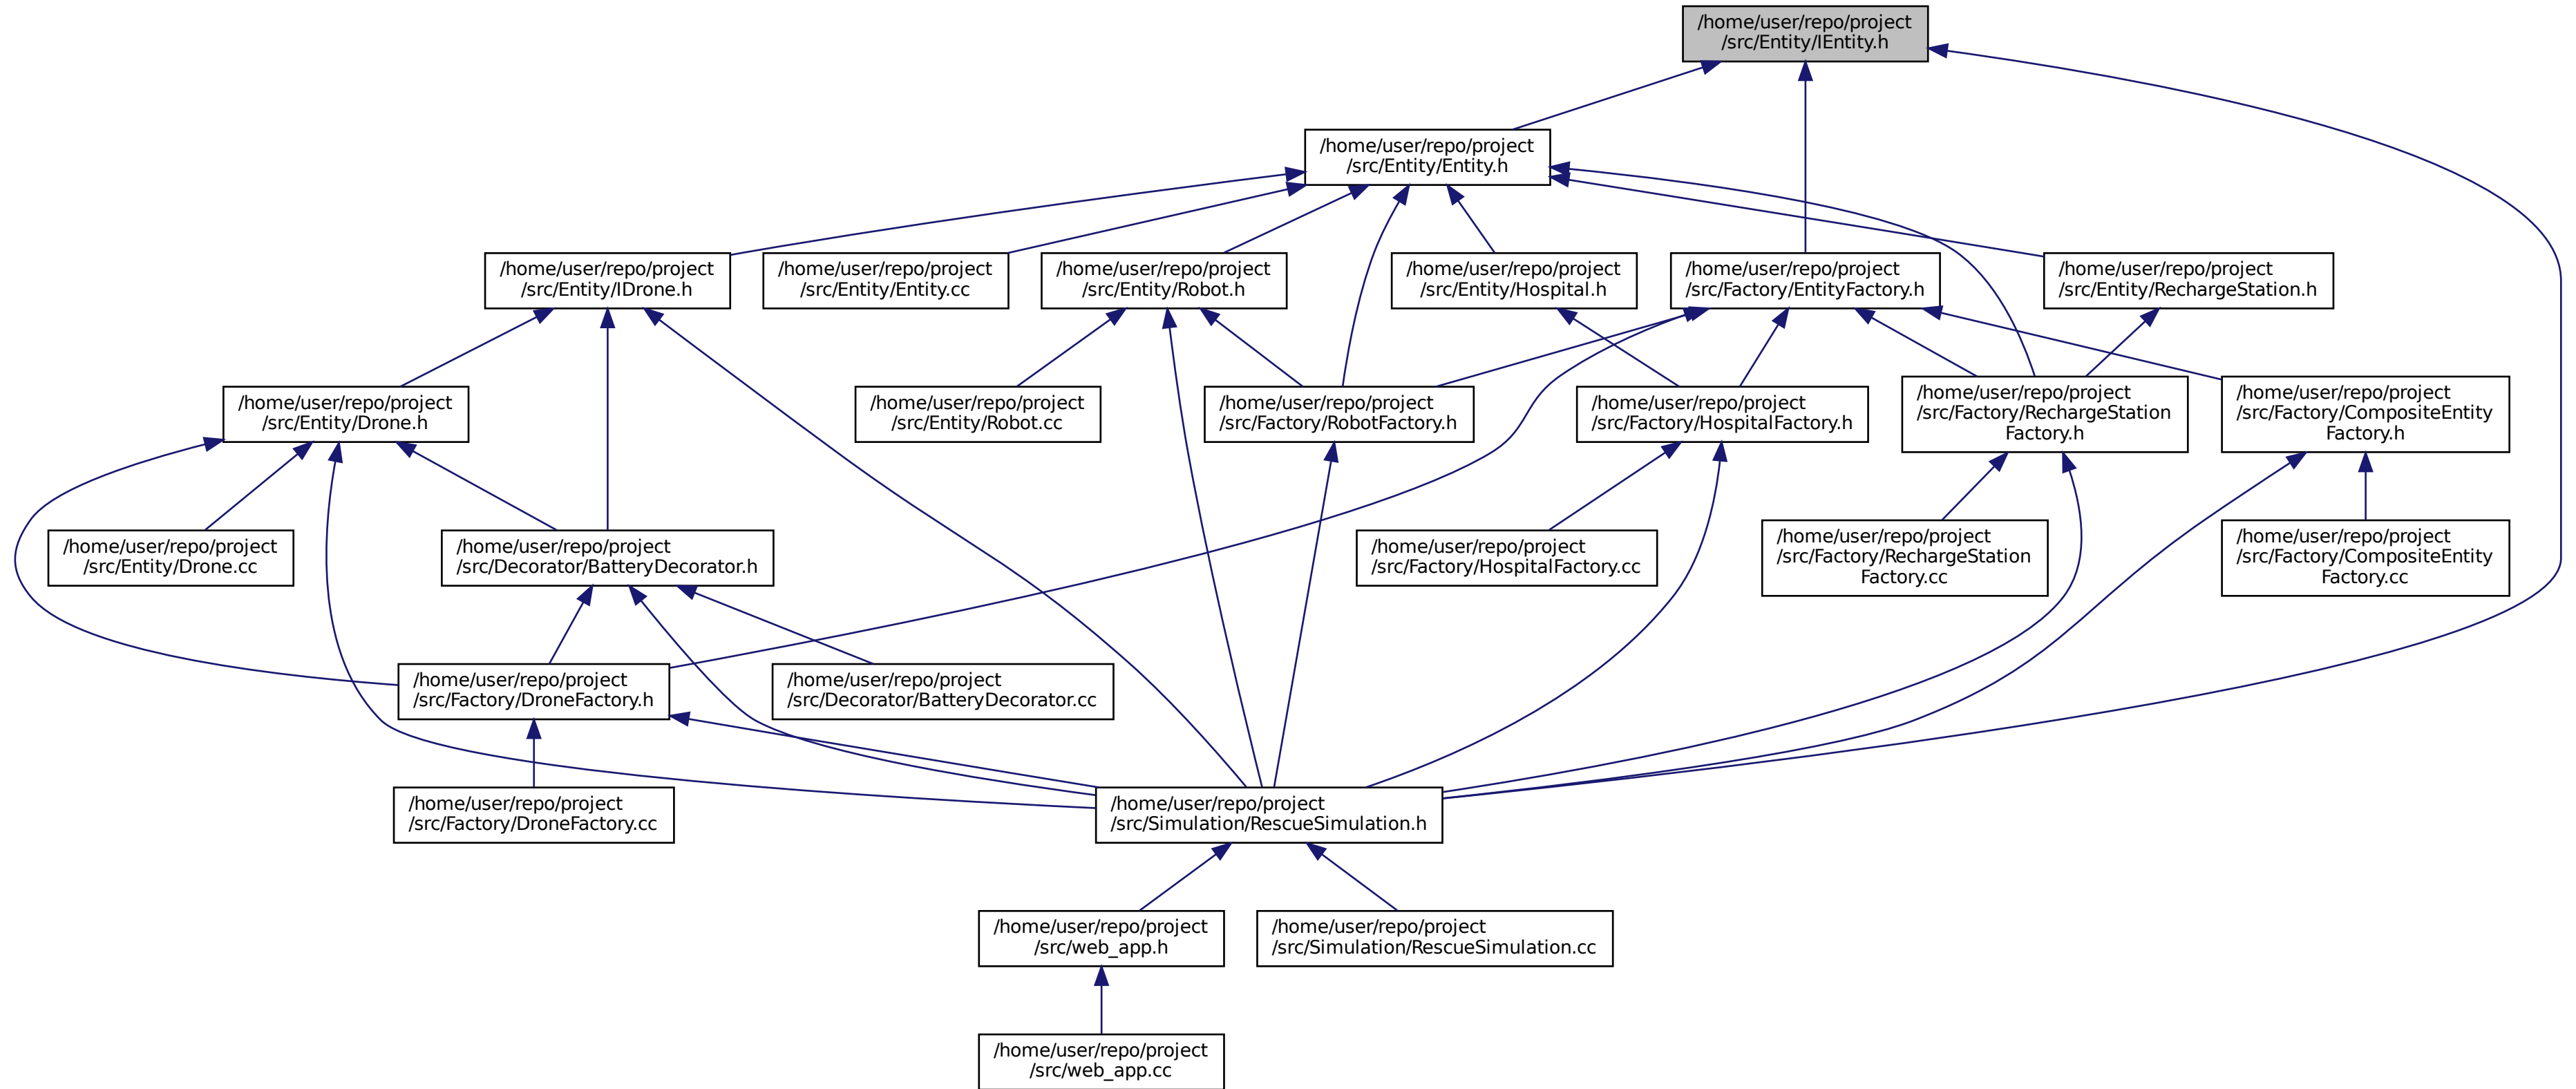 /home/user/repo/project
/src/Entity/IEntity.h
/home/user/repo/project
/src/Entity/Entity.h
/home/user/repo/project
/src/Entity/IDrone.h
/home/user/repo/project
/src/Entity/Entity.cc
/home/user/repo/project
/src/Entity/Robot.h
/home/user/repo/project
/src/Entity/Hospital.h
/home/user/repo/project
/src/Factory/EntityFactory.h
/home/user/repo/project
/src/Entity/RechargeStation.h
/home/user/repo/project
/src/Entity/Drone.h
/home/user/repo/project
/src/Entity/Robot.cc
/home/user/repo/project
/src/Factory/RobotFactory.h
/home/user/repo/project
/src/Factory/HospitalFactory.h
/home/user/repo/project
/src/Factory/RechargeStation
Factory.h
/home/user/repo/project
/src/Factory/CompositeEntity
Factory.h
/home/user/repo/project
/src/Entity/Drone.cc
/home/user/repo/project
/src/Decorator/BatteryDecorator.h
/home/user/repo/project
/src/Factory/HospitalFactory.cc
/home/user/repo/project
/src/Factory/RechargeStation
Factory.cc
/home/user/repo/project
/src/Factory/CompositeEntity
Factory.cc
/home/user/repo/project
/src/Factory/DroneFactory.h
/home/user/repo/project
/src/Decorator/BatteryDecorator.cc
/home/user/repo/project
/src/Factory/DroneFactory.cc
/home/user/repo/project
/src/Simulation/RescueSimulation.h
/home/user/repo/project
/src/web_app.h
/home/user/repo/project
/src/Simulation/RescueSimulation.cc
/home/user/repo/project
/src/web_app.cc